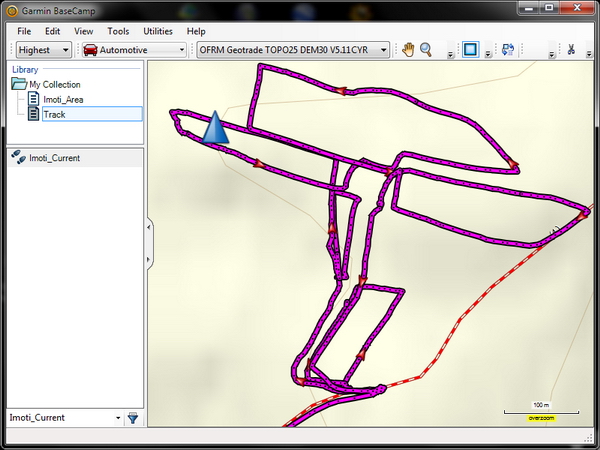 Garmin BaseCamp
File Edit View Tools Utilities Help
Highest Automotive OFRM Geotrade TOPO25 DEM30 V5.11CYR
Library
My Collection
Imoti_Area
Track
Imoti_Current
Imoti_Current
100 m
overzoom